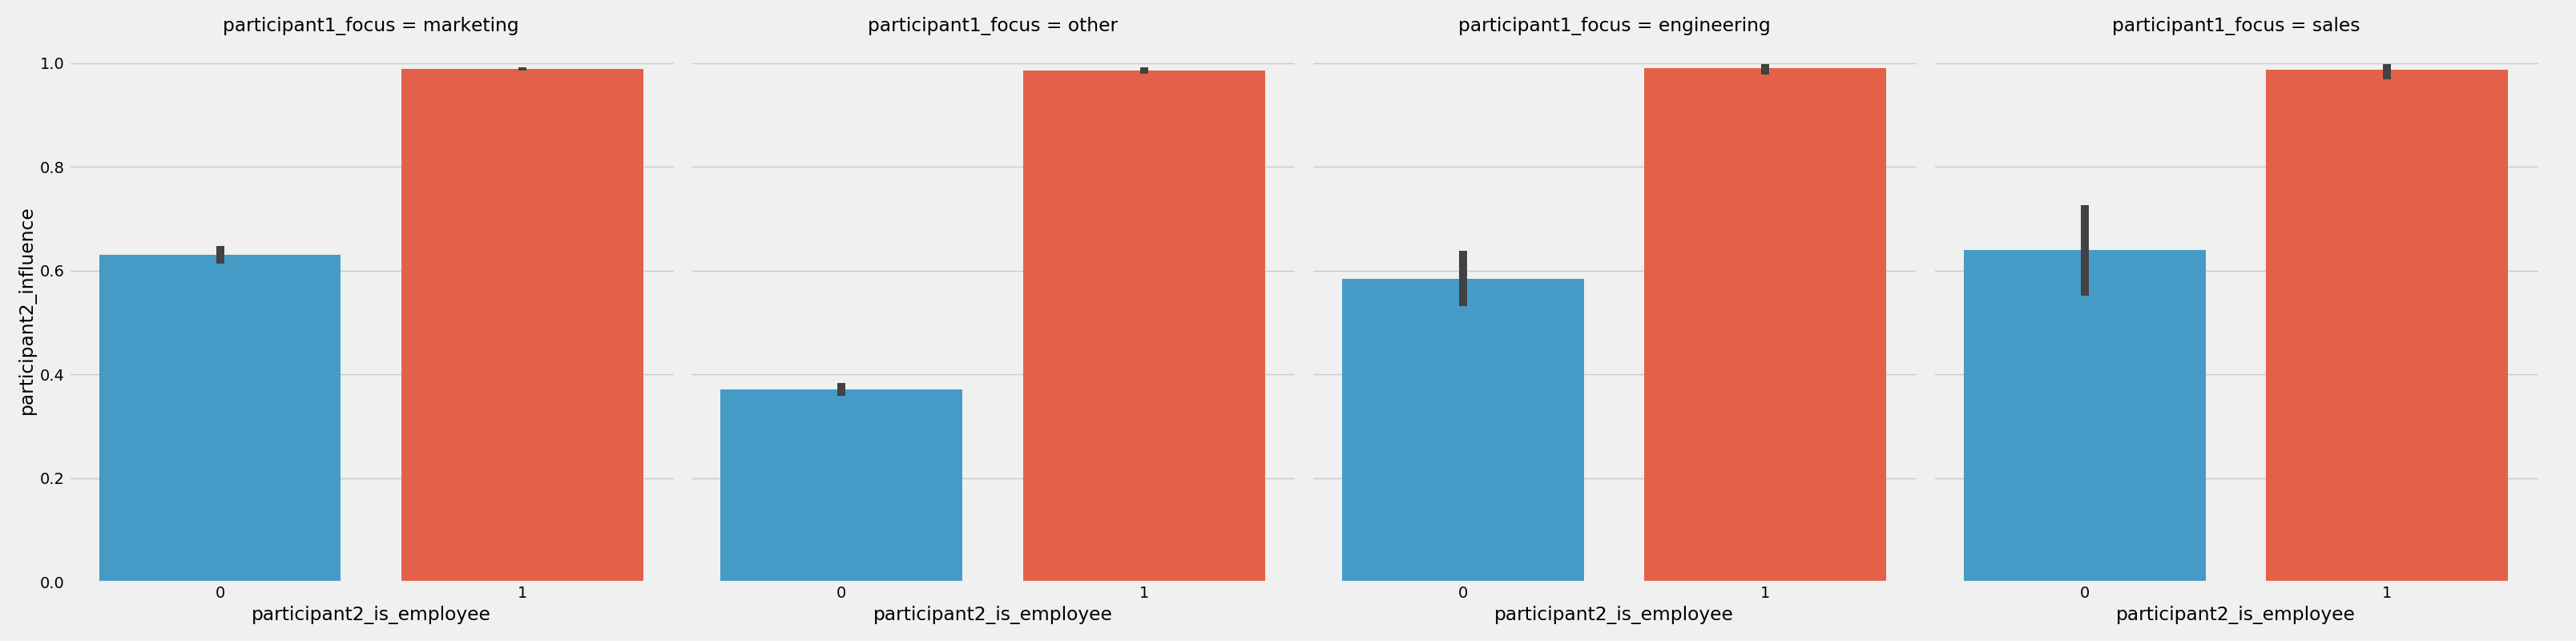 participant1_focus = marketing
participant1_focus = other
participant1_focus = engineering
participant1_focus = sales
participant2_influence
1.0
0.8
0.6
0.4
0.2
0.0
0 1
0 1
0 1
0 1
participant2_is_employee
participant2_is_employee
participant2_is_employee
participant2_is_employee